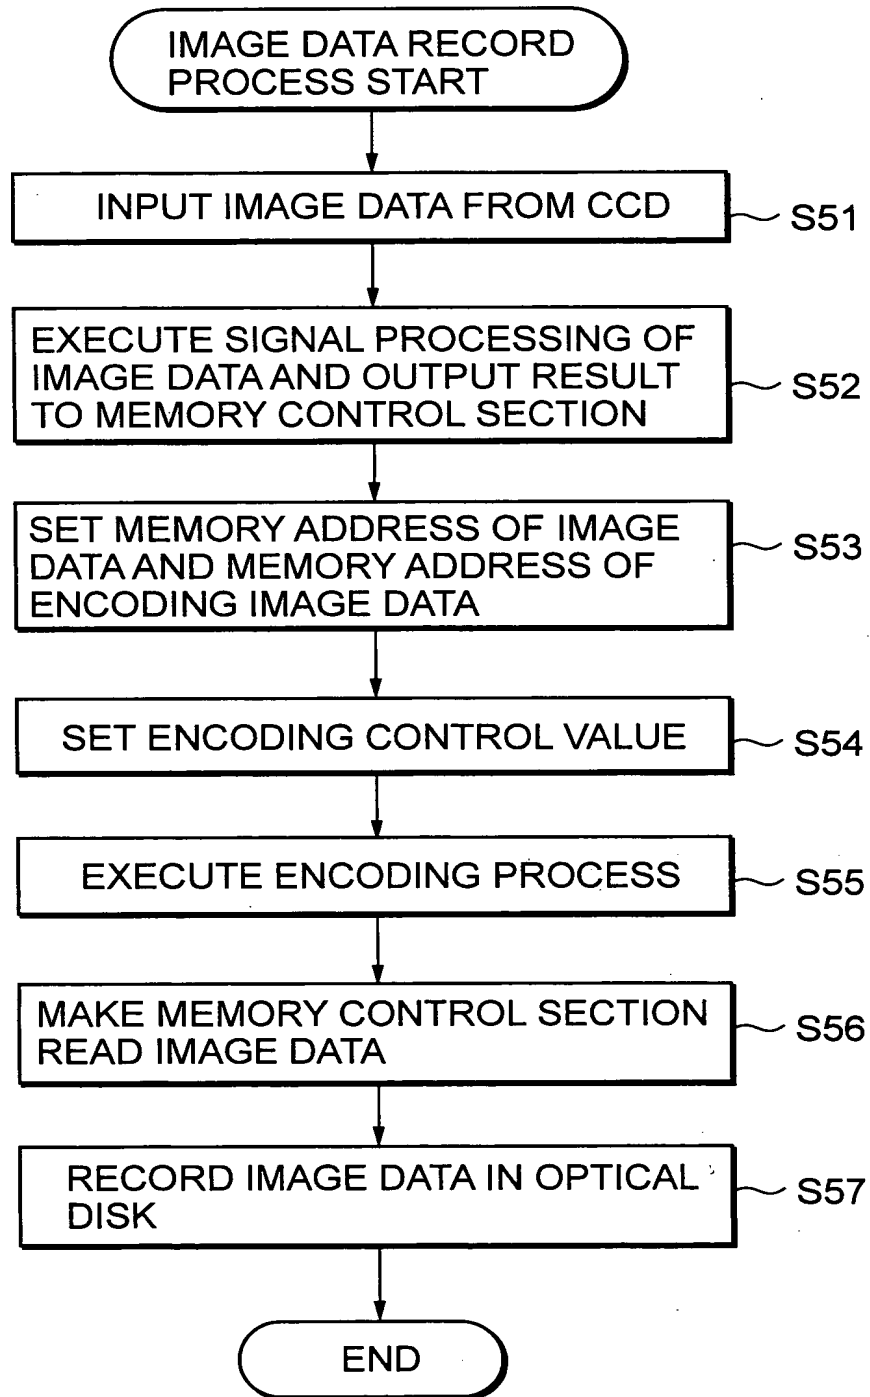 IMAGE DATA RECORD
PROCESS START
INPUT IMAGE DATA FROM CCD
S51
EXECUTE SIGNAL PROCESSING OF
IMAGE DATA AND OUTPUT RESULT
TO MEMORY CONTROL SECTION
S52
SET MEMORY ADDRESS OF IMAGE
DATA AND MEMORY ADDRESS OF
ENCODING IMAGE DATA
S53
SET ENCODING CONTROL VALUE
S54
EXECUTE ENCODING PROCESS
S55
MAKE MEMORY CONTROL SECTION
READ IMAGE DATA
S56
RECORD IMAGE DATA IN OPTICAL
DISK
S57
END